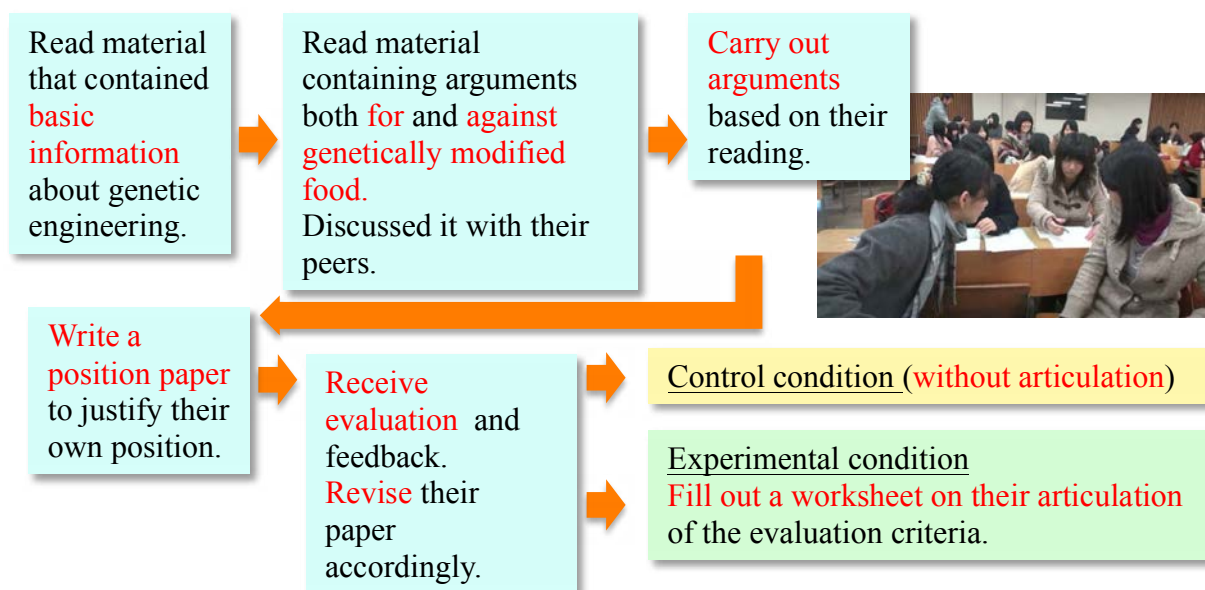 Read material
that contained
basic
information
about genetic
engineering.
Read material
containing arguments
both for and against
genetically modified
food.
Discussed it with their
peers.
Carry out
arguments
based on their
reading.
Write a
position paper
to justify their
own position.
Receive
evaluation and
feedback.
Revise their
paper
accordingly.
Control condition (without articulation)
Experimental condition
Fill out a worksheet on their articulation
of the evaluation criteria.